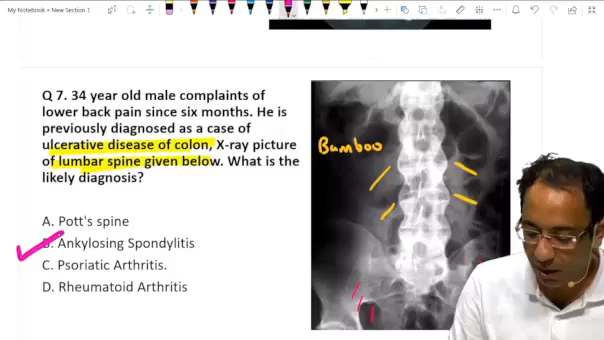 My Notebook » New Section 1
Q 7. 34 year old male complaints of
lower back pain since six months. He is
previously diagnosed as a case of
ulcerative disease of colon, X-ray picture
of lumbar spine given below. What is the
likely diagnosis?
Bamboo
A. Pott's spine
B. Ankylosing Spondylitis
C. Psoriatic Arthritis.
D. Rheumatoid Arthritis